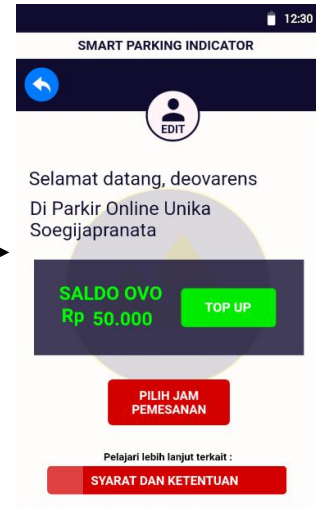 12:30
SMART PARKING INDICATOR
EDIT
Selamat datang, deovarens
Di Parkir Online Unika
Soegijapranata
SALDO OVO
Rp 50.000
TOP UP
PILIH JAM
PEMESANAN
Pelajari lebih lanjut terkait :
SYARAT DAN KETENTUAN